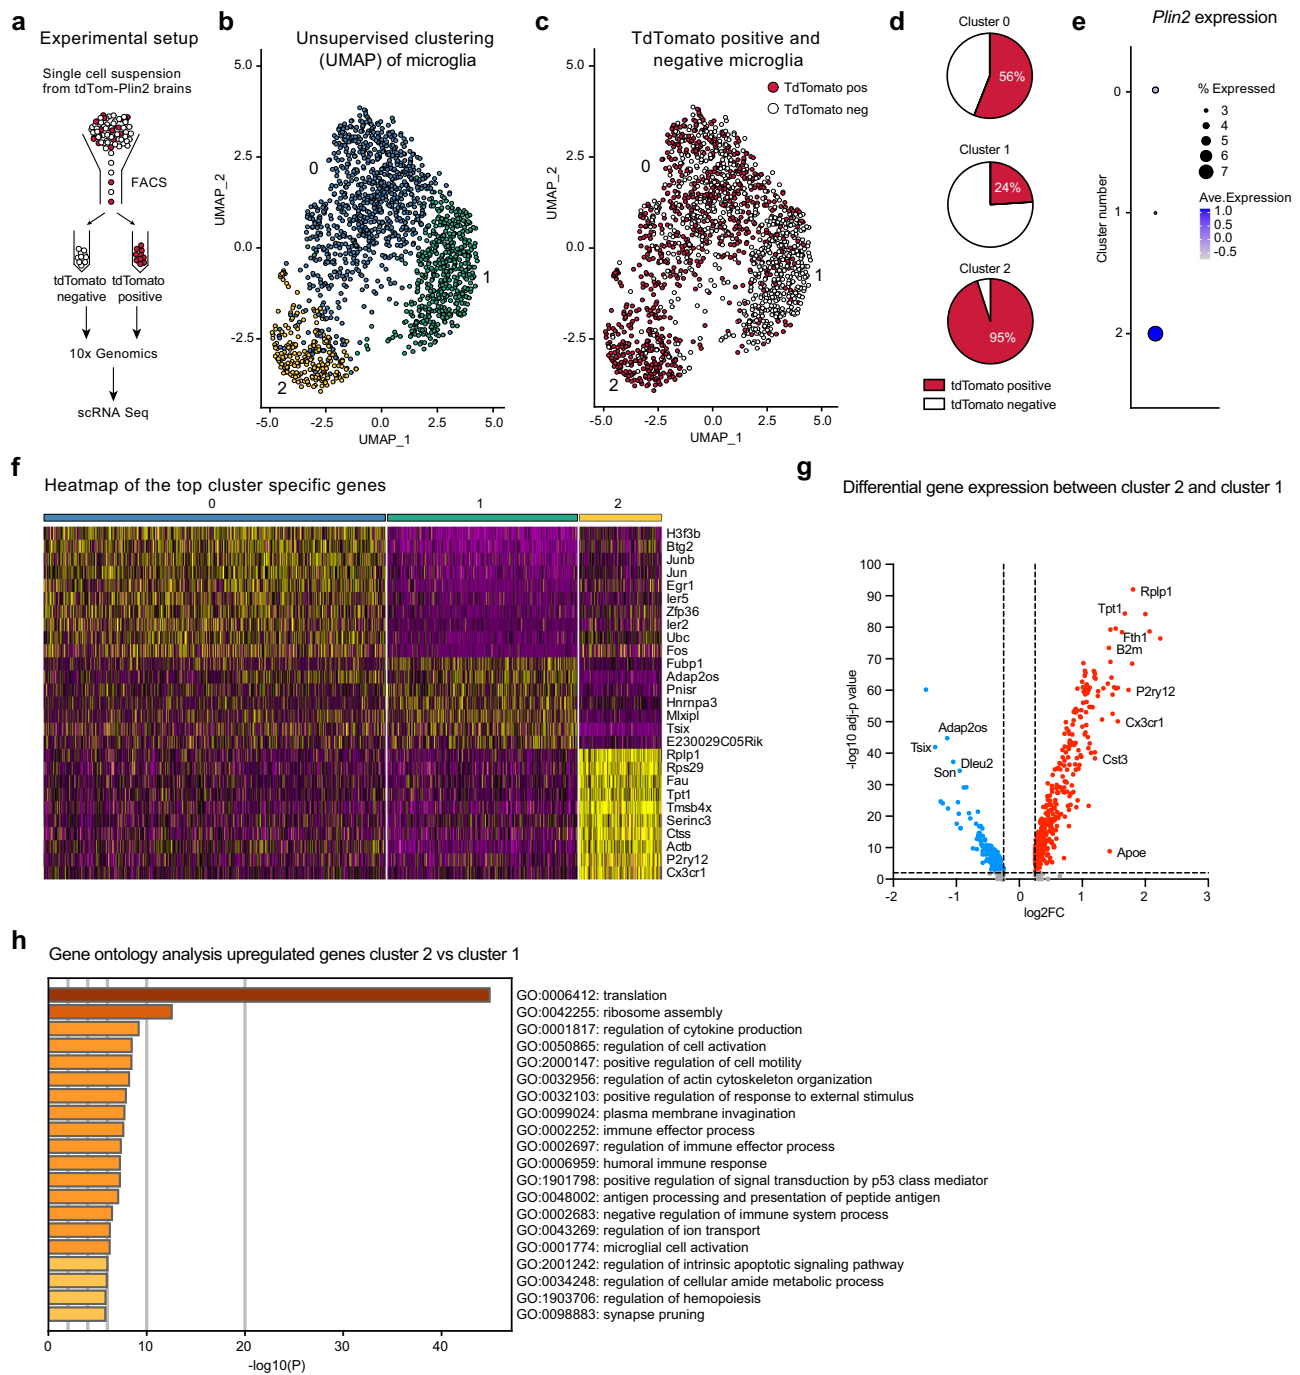 a
Experimental setup
Single cell suspension
from tdTom-Plin2 brains
FACS
tdTomato
negative
tdTomato
positive
10x Genomics
scRNA Seq
b
Unsupervised clustering
(UMAP) of microglia
UMAP_2
5.0
2.5
0.0
-2.5
0
1
2
-5.0
-2.5
0.0
2.5
5.0
UMAP_1
c
TdTomato positive and
negative microglia
TdTomato pos
TdTomato neg
UMAP_2
5.0
2.5
0.0
-2.5
0
1
2
-5.0
-2.5
0.0
2.5
5.0
UMAP_1
d
Cluster 0
56%
Cluster 1
24%
Cluster 2
95%
tdTomato positive
tdTomato negative
e
Plin2 expression
Cluster number
0
1
2
% Expressed
3
4
5
6
7
Ave.Expression
1.0
0.5
0.0
-0.5
f
Heatmap of the top cluster specific genes
0
1
2
H3f3b
Btg2
Junb
Jun
Egr1
Ier5
Zfp36
Ier2
Ubc
Fos
Fubp1
Adap2os
Pnisr
Hnrnpa3
Mlxipl
Tsix
E230029C05Rik
Rplp1
Rps29
Fau
Tpt1
Tmsb4x
Serinc3
Ctss
Actb
P2ry12
Cx3cr1
g
Differential gene expression between cluster 2 and cluster 1
-log10 adj-p value
100
90
80
70
60
50
40
30
20
10
0
Rplp1
Tpt1
Fth1
B2m
P2ry12
Cx3cr1
Cst3
Apoe
Adap2os
Tsix
Dleu2
Son
-2
-1
0
1
2
3
log2FC
h
Gene ontology analysis upregulated genes cluster 2 vs cluster 1
GO:0006412: translation
GO:0042255: ribosome assembly
GO:0001817: regulation of cytokine production
GO:0050865: regulation of cell activation
GO:2000147: positive regulation of cell motility
GO:0032956: regulation of actin cytoskeleton organization
GO:0032103: positive regulation of response to external stimulus
GO:0099024: plasma membrane invagination
GO:0002252: immune effector process
GO:0002697: regulation of immune effector process
GO:0006959: humoral immune response
GO:1901798: positive regulation of signal transduction by p53 class mediator
GO:0048002: antigen processing and presentation of peptide antigen
GO:0002683: negative regulation of immune system process
GO:0043269: regulation of ion transport
GO:0001774: microglial cell activation
GO:2001242: regulation of intrinsic apoptotic signaling pathway
GO:0034248: regulation of cellular amide metabolic process
GO:1903706: regulation of hemopoiesis
GO:0098883: synapse pruning
0
10
20
30
40
-log10(P)